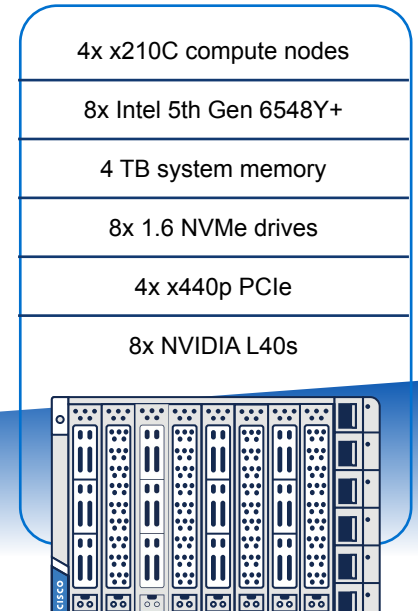 4x x210C compute nodes
8x Intel 5th Gen 6548Y+
4 TB system memory
8x 1.6 NVMe drives
4x x440p PCIe
8x NVIDIA L40s
CISCO